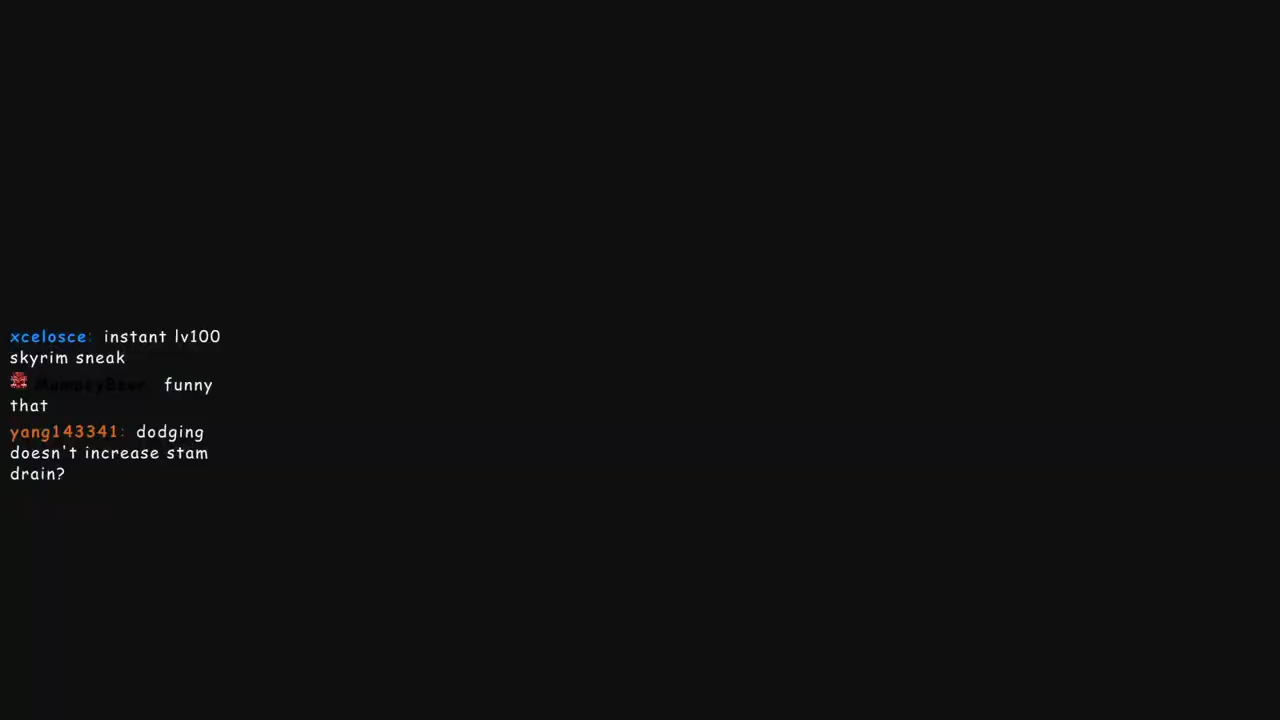 xcelosce: instant lv100
skyrim sneak
funny
that
yang143341: dodging
doesn't increase stam
drain?